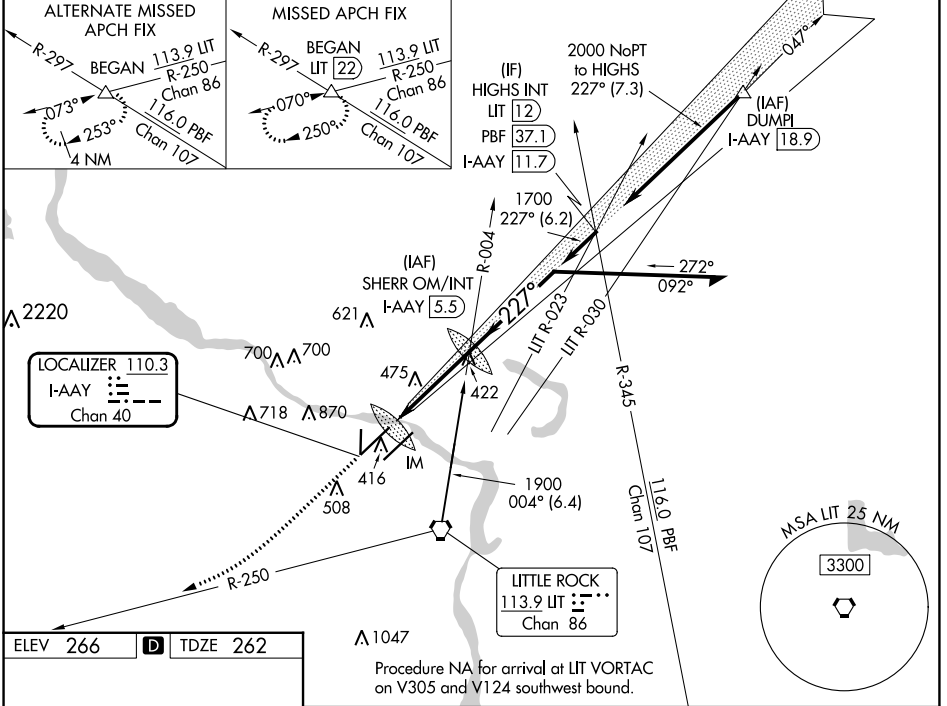 ALTERNATE MISSED
APCH FIX
R-297
BEGAN
113.9 LIT
R-250
Chan 86
073°
253°
116.0 PBF
Chan 107
4 NM
MISSED APCH FIX
BEGAN
LIT 22
R-297
113.9 LIT
R-250
Chan 86
070°
250°
116.0 PBF
Chan 107
(IF)
HIGHS INT
LIT 12
PBF 37.1
I-AAY 11.7
2000 NoPT
to HIGHS
227° (7.3)
047°
(IAF)
DUMPI
I-AAY 18.9
1700
227° (6.2)
R-004
(IAF)
SHERR OM/INT
I-AAY 5.5
227°
272°
092°
LIT R-023
LIT R-030
R-345
116.0 PBF
Chan 107
2220
621
700
700
475
422
718
870
LOCALIZER 110.3
I-AAY
Chan 40
IM
416
508
1900
004° (6.4)
R-250
LITTLE ROCK
113.9 LIT
Chan 86
MSA LIT 25 NM
3300
1047
ELEV 266
D
TDZE 262
Procedure NA for arrival at LIT VORTAC
on V305 and V124 southwest bound.